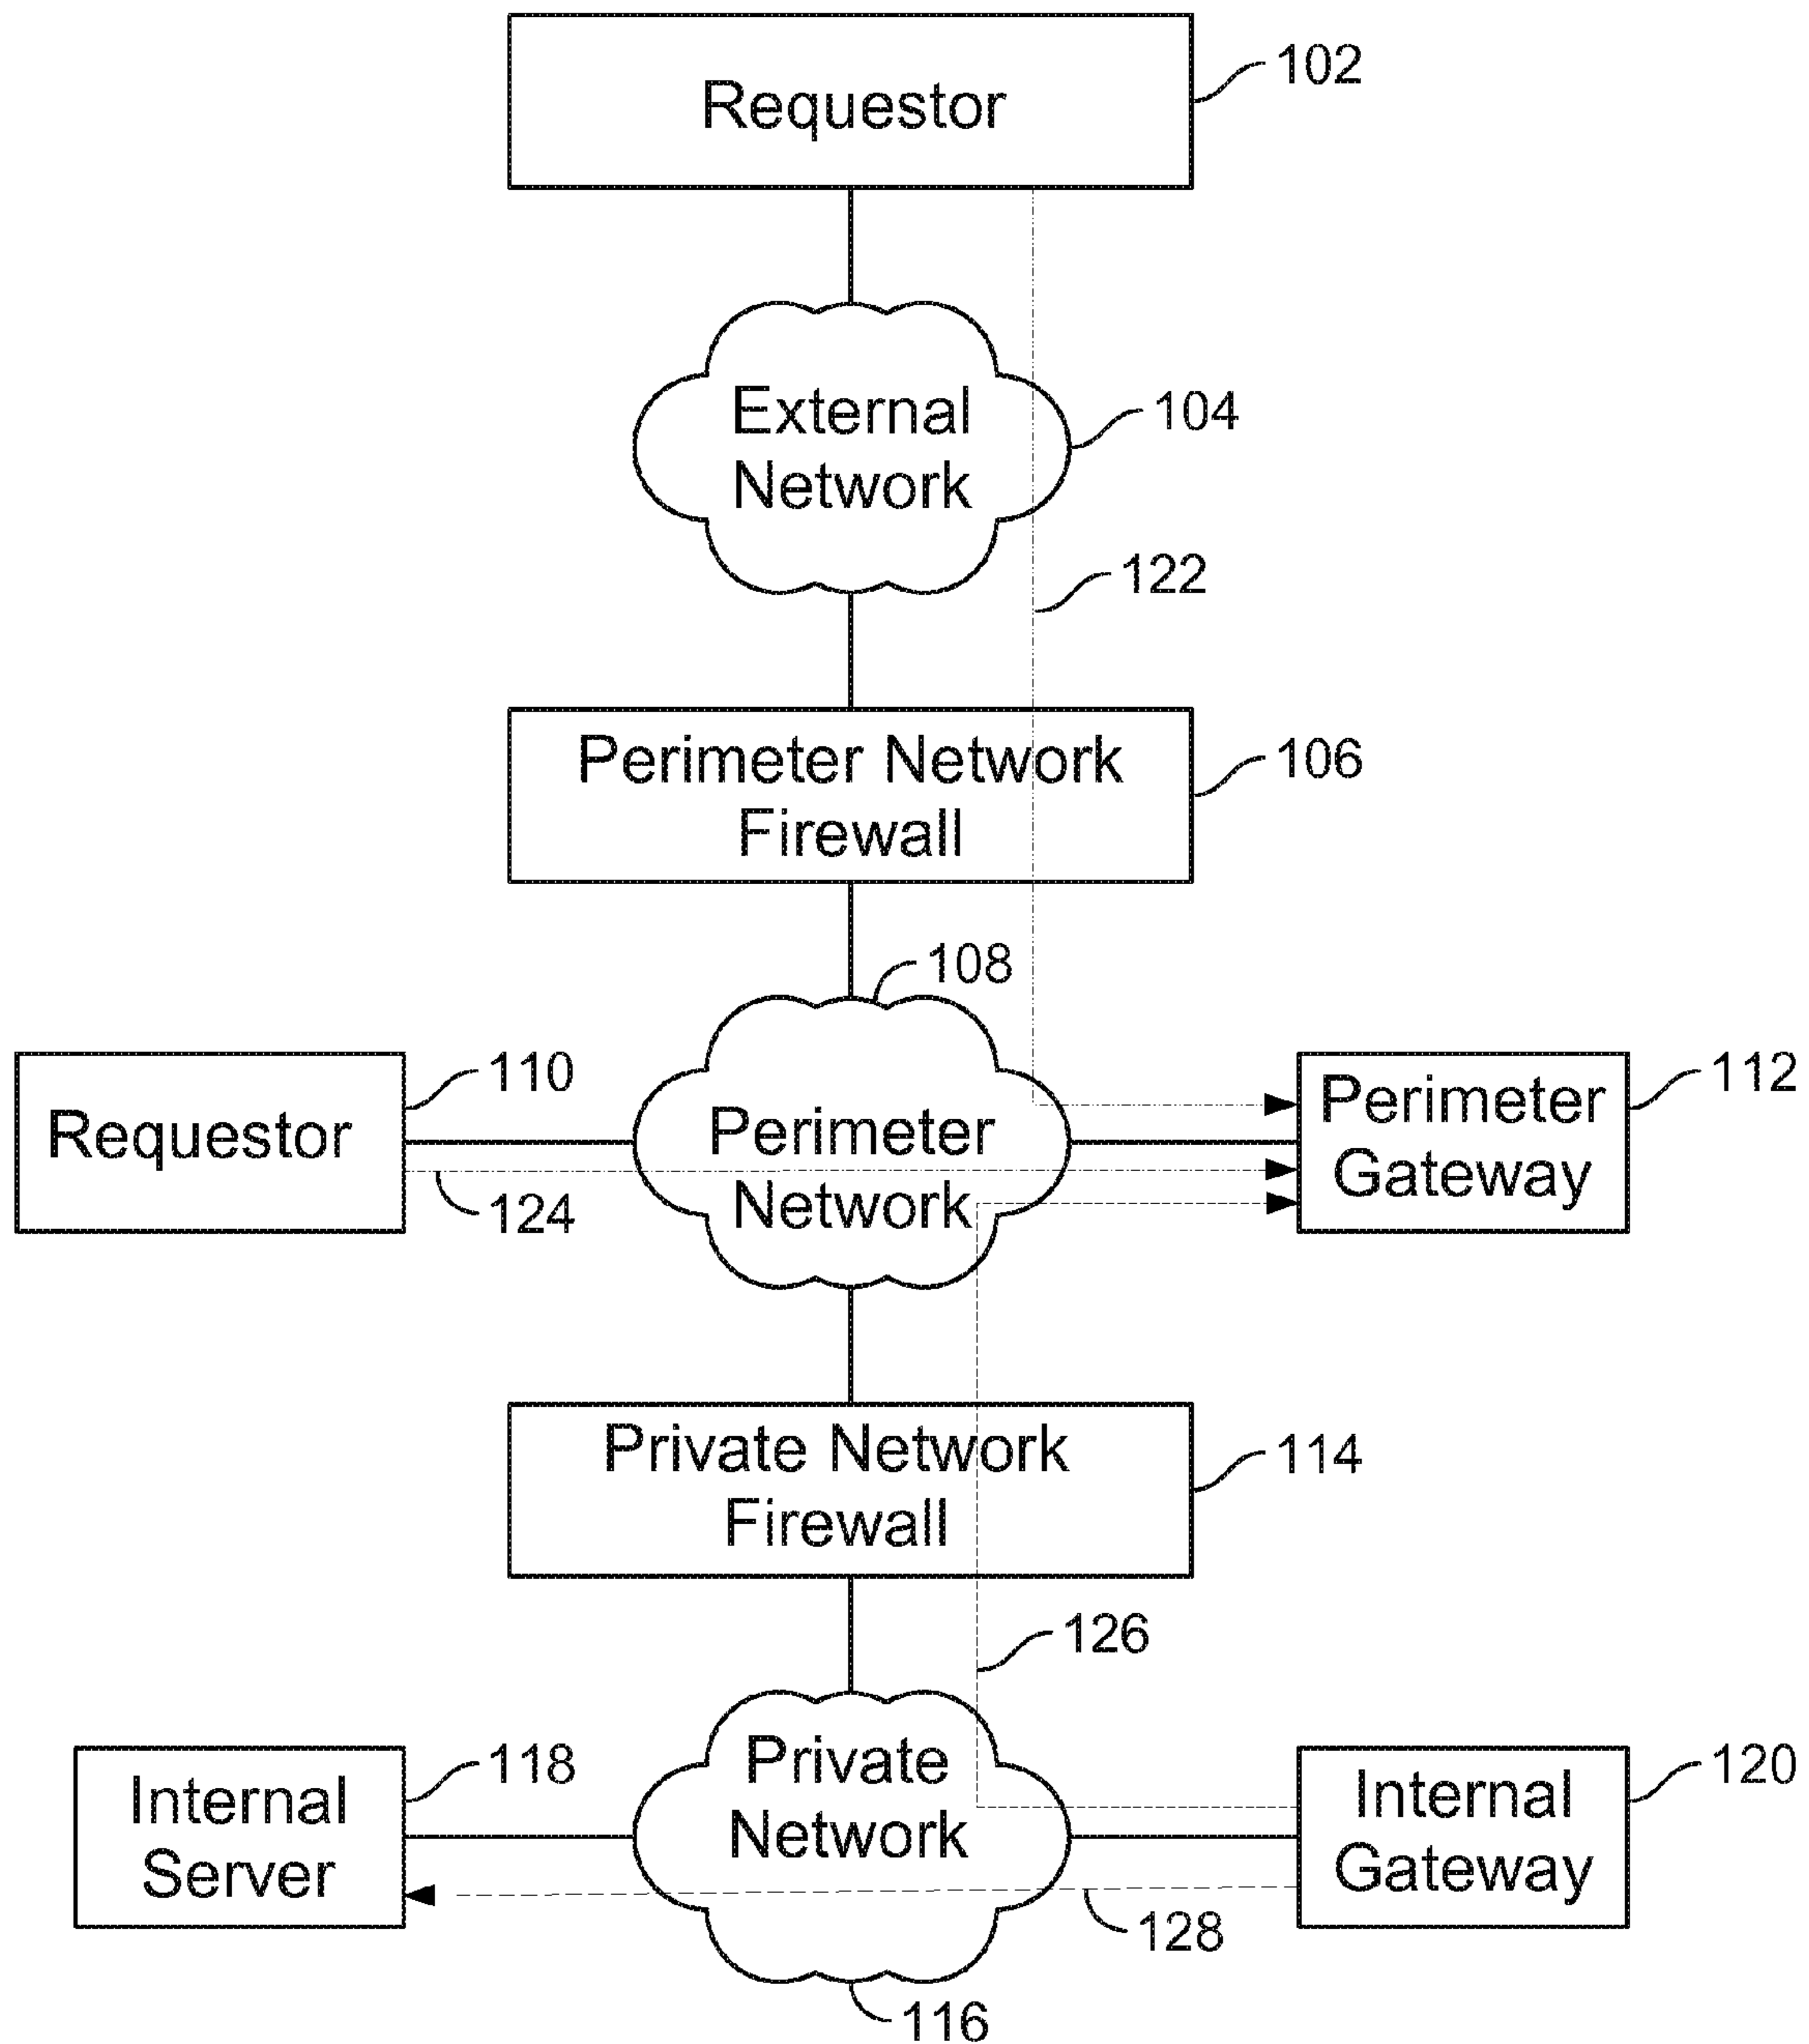 Requestor
102
External
Network
104
122
Perimeter Network
Firewall
106
108
Requestor
110
124
Perimeter
Network
Perimeter
Gateway
112
Private Network
Firewall
114
126
Internal
Server
118
Private
Network
Internal
Gateway
120
128
116